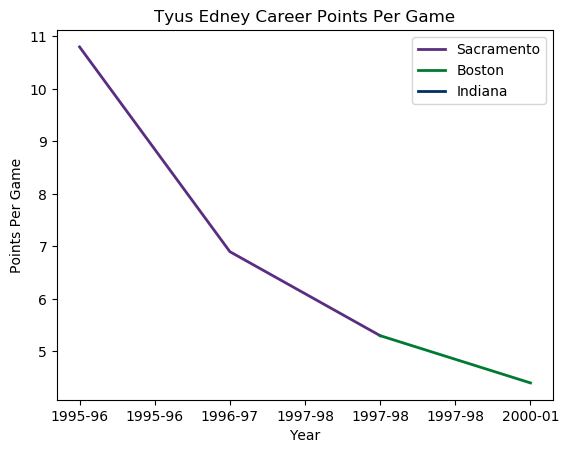 Tyus Edney Career Points Per Game
Sacramento
Boston
Indiana
11
10
9
8
7
6
5
Points Per Game
1995-96 1995-96 1996-97 1997-98 1997-98 1997-98 2000-01
Year